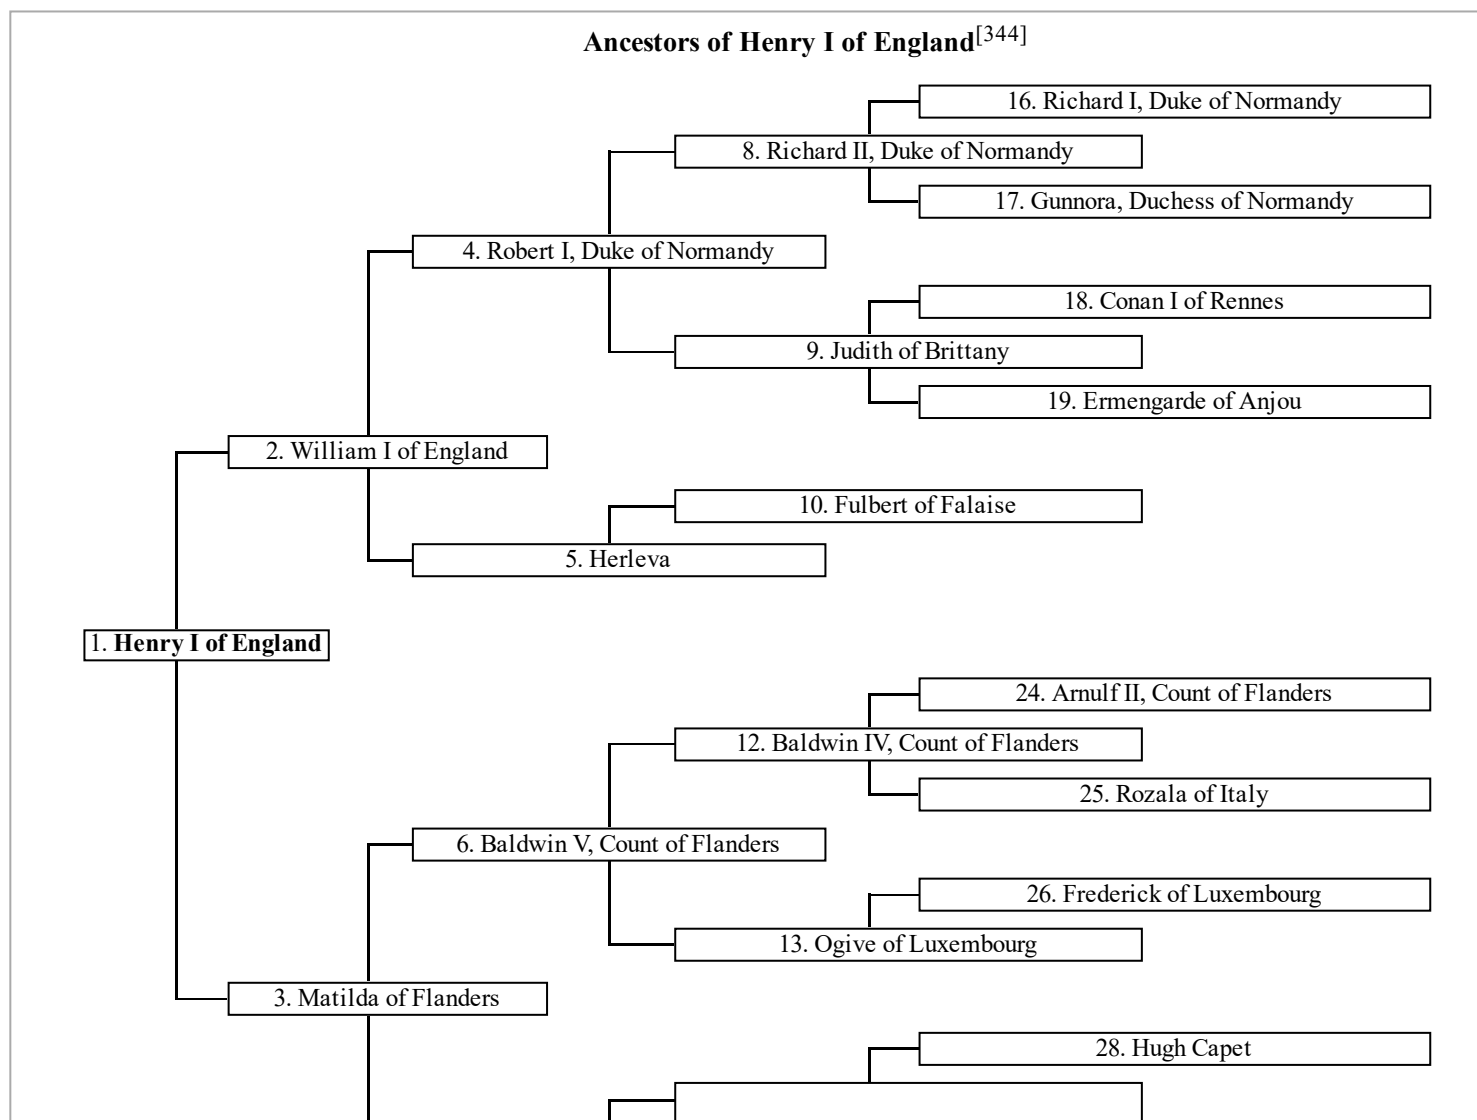 Ancestors of Henry I of England[344]
16. Richard I, Duke of Normandy
8. Richard II, Duke of Normandy
17. Gunnora, Duchess of Normandy
4. Robert I, Duke of Normandy
18. Conan I of Rennes
9. Judith of Brittany
19. Ermengarde of Anjou
2. William I of England
10. Fulbert of Falaise
5. Herleva
1. Henry I of England
24. Arnulf II, Count of Flanders
12. Baldwin IV, Count of Flanders
25. Rozala of Italy
6. Baldwin V, Count of Flanders
26. Frederick of Luxembourg
13. Ogive of Luxembourg
3. Matilda of Flanders
28. Hugh Capet